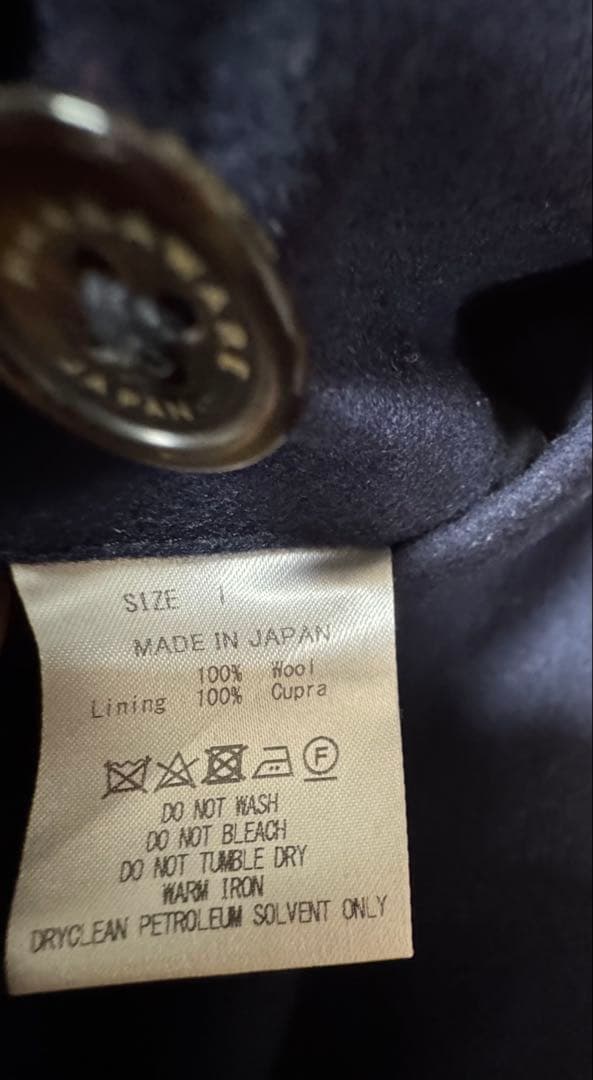 JAPAN
SIZE 1
MADE IN JAPAN
100% Wool
Lining 100% Cupra
F
DO NOT WASH
DO NOT BLEACH
DO NOT TUMBLE DRY
WARM IRON
DRYCLEAN PETROLEUM SOLVENT ONLY